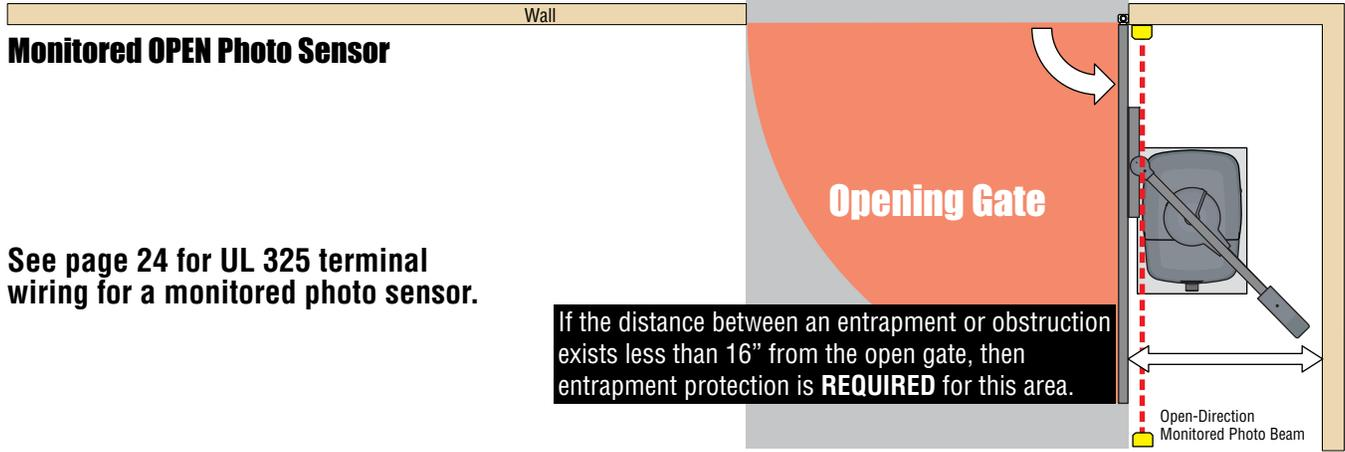 Wall
Monitored OPEN Photo Sensor
Opening Gate
See page 24 for UL 325 terminal
wiring for a monitored photo sensor.
If the distance between an entrapment or obstruction
exists less than 16” from the open gate, then
entrapment protection is REQUIRED for this area.
Open-Direction
Monitored Photo Beam